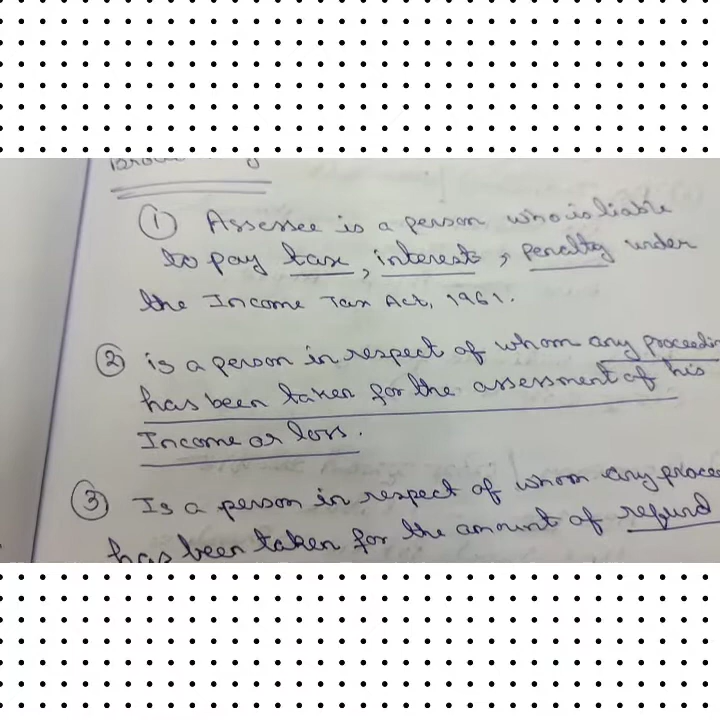 ① Assessee is a person who is liable
to pay tax, interest, penalty under
the Income Tax Act, 1961.
② is a person in respect of whom any proceedin
has been taken for the assessment of his
Income or loss.
③ Is a person in respect of whom any procee
has been taken for the amount of refund